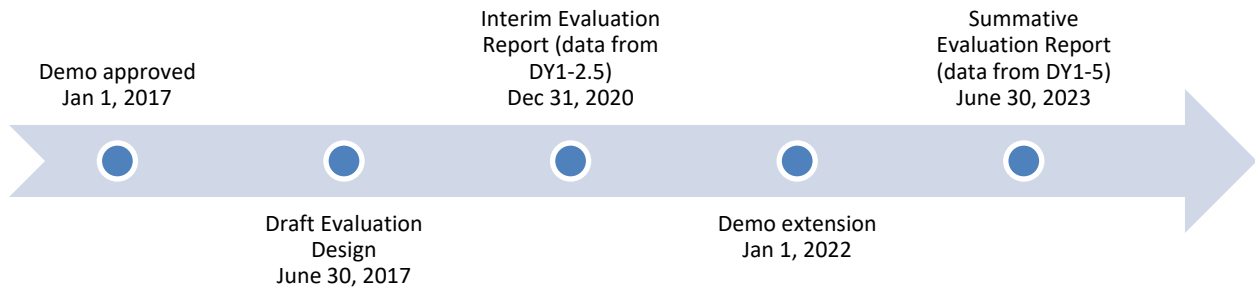 Demo approved
Jan 1, 2017
Draft Evaluation
Design
June 30, 2017
Interim Evaluation
Report (data from
DY1-2.5)
Dec 31, 2020
Demo extension
Jan 1, 2022
Summative
Evaluation Report
(data from DY1-5)
June 30, 2023